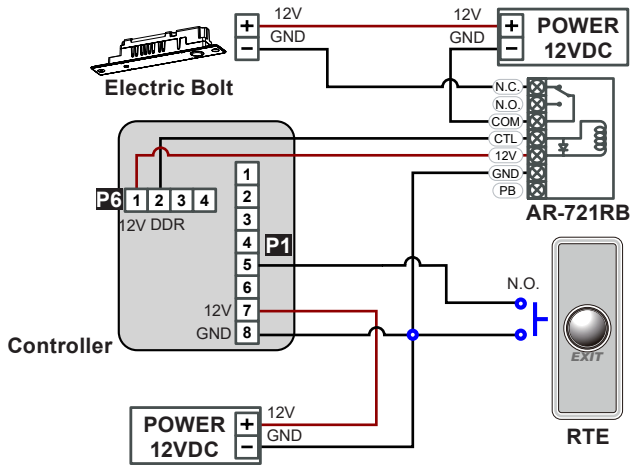 + 12V 12V + POWER
− GND GND − 12VDC
Electric Bolt
N.C.
N.O.
COM
CTL
12V
GND
PB
AR-721RB
P6 1 2 3 4
12V DDR
1
2
3
4
P1
5
6
12V 7
GND 8
Controller
N.O.
EXIT
RTE
POWER + 12V
12VDC − GND